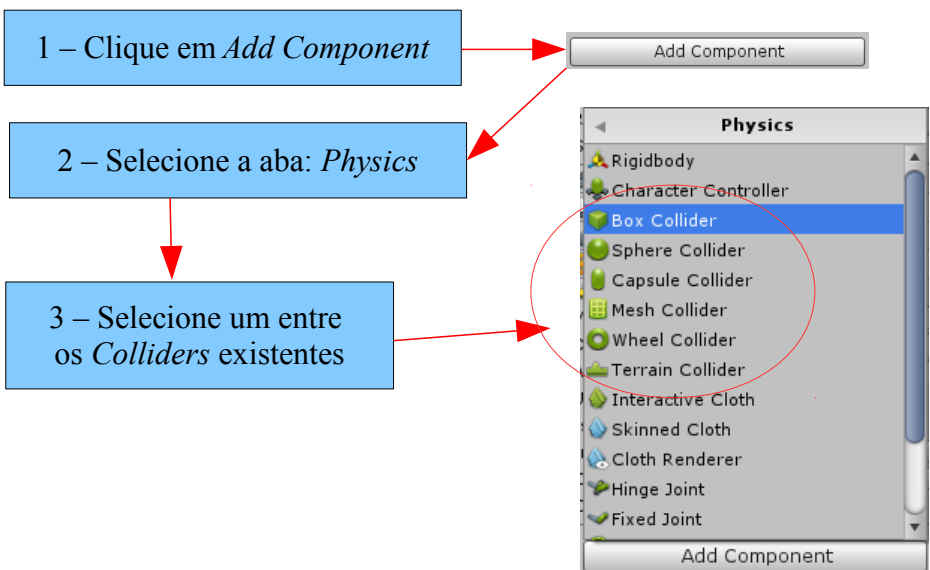 1 – Clique em Add Component
Add Component
2 – Selecione a aba: Physics
3 – Selecione um entre
os Colliders existentes
Physics
Rigidbody
Character Controller
Box Collider
Sphere Collider
Capsule Collider
Mesh Collider
Wheel Collider
Terrain Collider
Interactive Cloth
Skinned Cloth
Cloth Renderer
Hinge Joint
Fixed Joint
Add Component